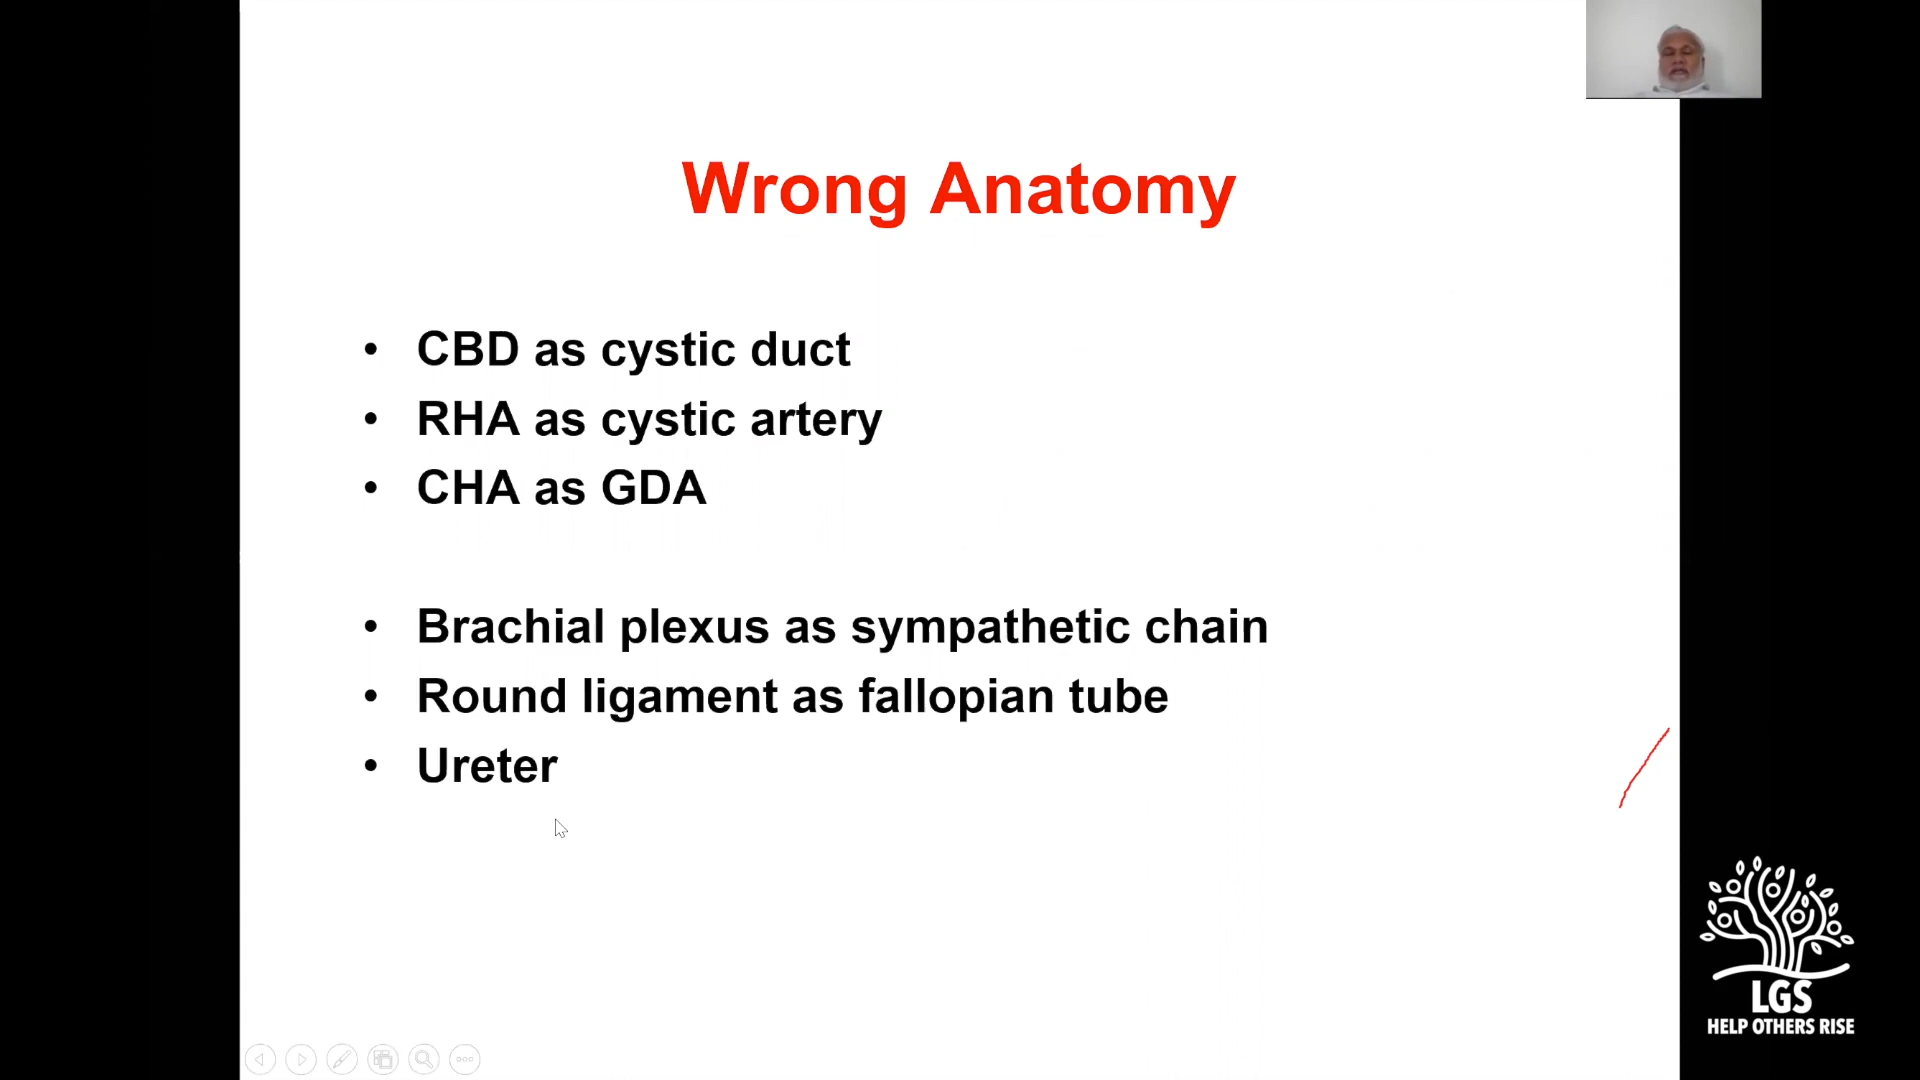 Wrong Anatomy
• CBD as cystic duct
• RHA as cystic artery
• CHA as GDA
• Brachial plexus as sympathetic chain
• Round ligament as fallopian tube
• Ureter
LGS
HELP OTHERS RISE